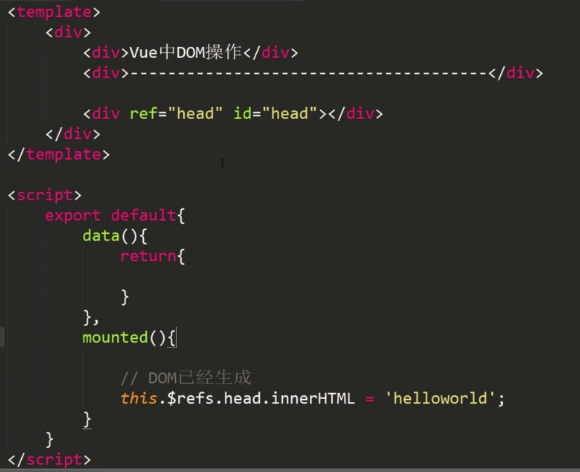 <template>
    <div>
        <div>Vue中DOM操作</div>
        <div>--------------------------------------</div>
        <div ref="head" id="head"></div>
    </div>
</template>
<script>
    export default{
        data(){
            return{
            }
        },
        mounted(){
            // DOM已经生成
            this.$refs.head.innerHTML = 'helloworld';
        }
    }
</script>